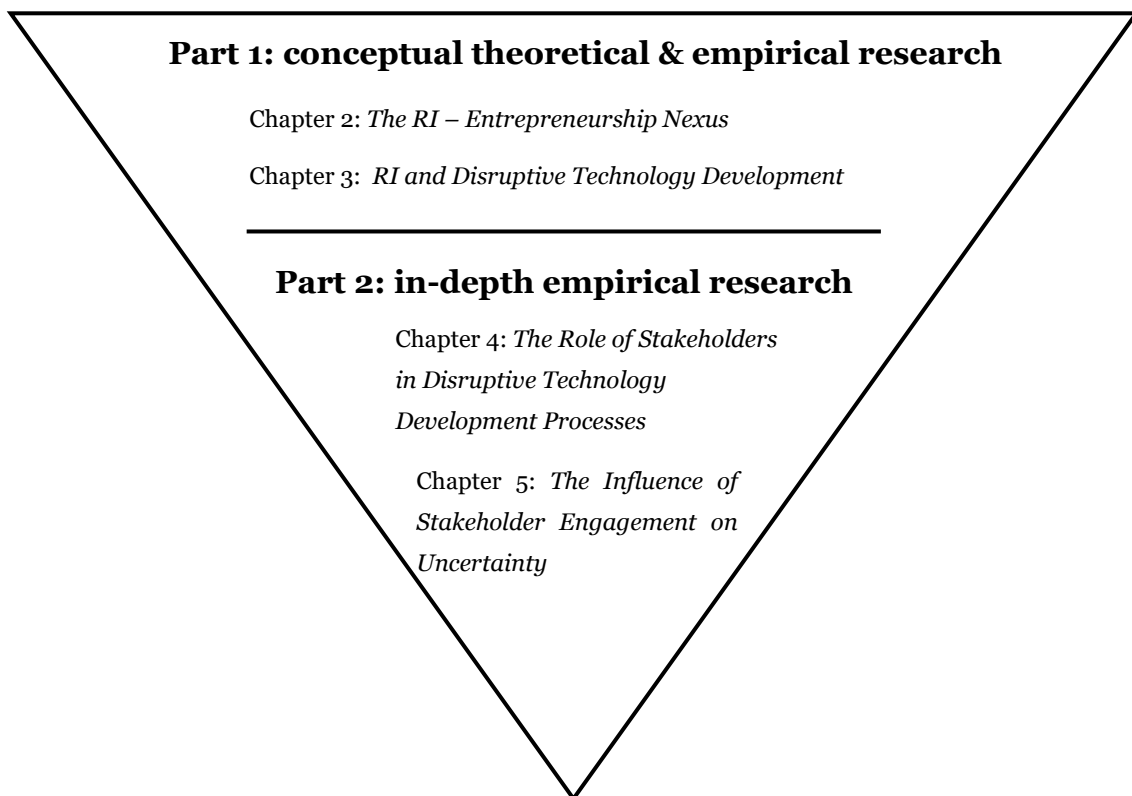 Part 1: conceptual theoretical & empirical research
Chapter 2: The RI – Entrepreneurship Nexus
Chapter 3: RI and Disruptive Technology Development
Part 2: in-depth empirical research
Chapter 4: The Role of Stakeholders
in Disruptive Technology
Development Processes
Chapter 5: The Influence of
Stakeholder Engagement on
Uncertainty